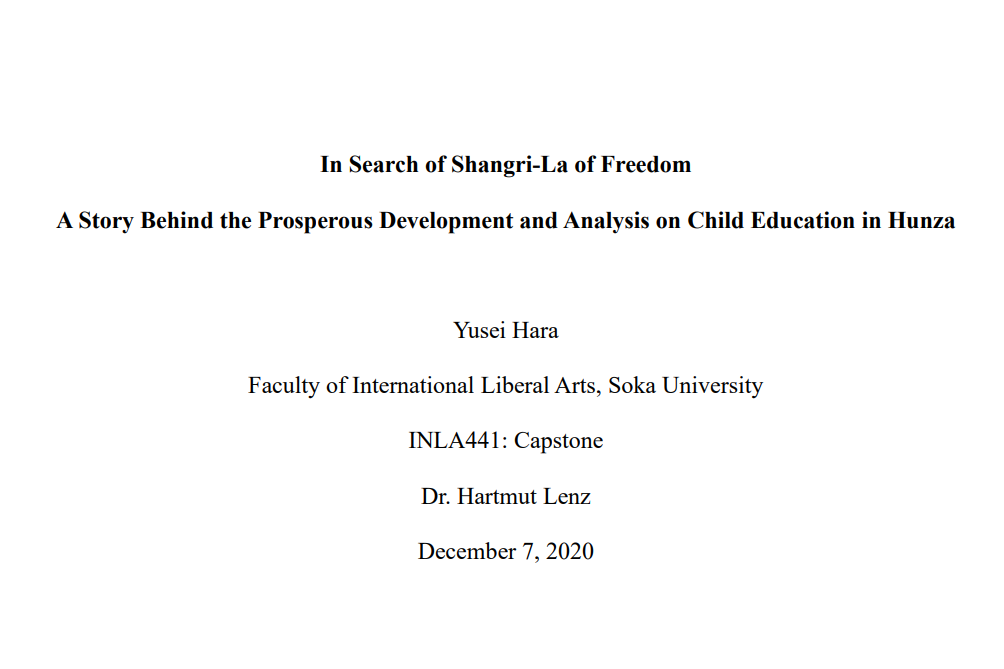 In Search of Shangri-La of Freedom
A Story Behind the Prosperous Development and Analysis on Child Education in Hunza
Yusei Hara
Faculty of International Liberal Arts, Soka University
INLA441: Capstone
Dr. Hartmut Lenz
December 7, 2020